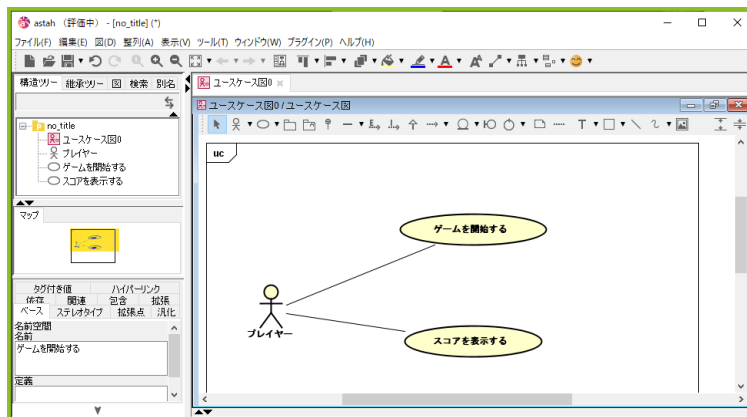 astah (評価中) - [no_title] (*)
ファイル(F) 編集(E) 図(D) 整列(A) 表示(V) ツール(T) ウィンドウ(W) プラグイン(P) ヘルプ(H)
構造ツリー 継承ツリー 図 検索 別名
ユースケース図0
ユースケース図0/ユースケース図
no_title
ユースケース図0
プレイヤー
ゲームを開始する
スコアを表示する
マップ
uc
ゲームを開始する
プレイヤー
スコアを表示する
タグ付き値 ハイパーリンク
依存 関連 包含 拡張
ベース ステレオタイプ 拡張点 汎化
名前空間
名前
ゲームを開始する
定義